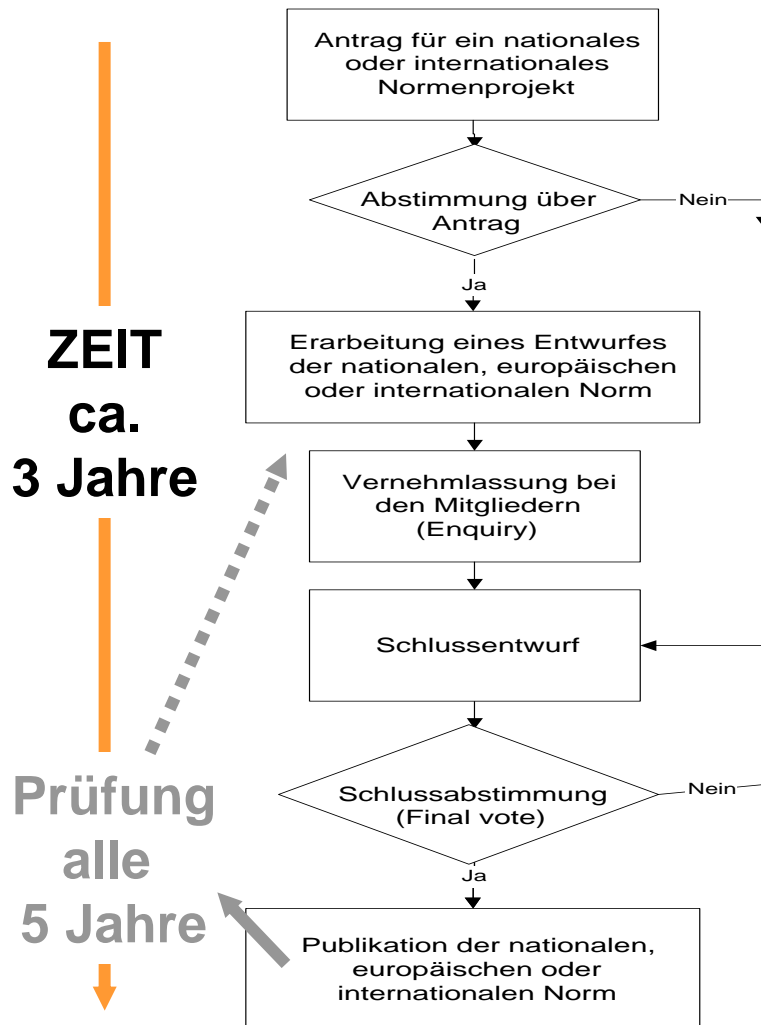 Antrag für ein nationales
oder internationales
Normenprojekt
Abstimmung über
Antrag
Nein
Ja
Erarbeitung eines Entwurfes
der nationalen, europäischen
oder internationalen Norm
ZEIT
ca.
3 Jahre
Vernehmlassung bei
den Mitgliedern
(Enquiry)
Schlussentwurf
Schlussabstimmung
(Final vote)
Nein
Ja
Prüfung
alle
5 Jahre
Publikation der nationalen,
europäischen oder
internationalen Norm